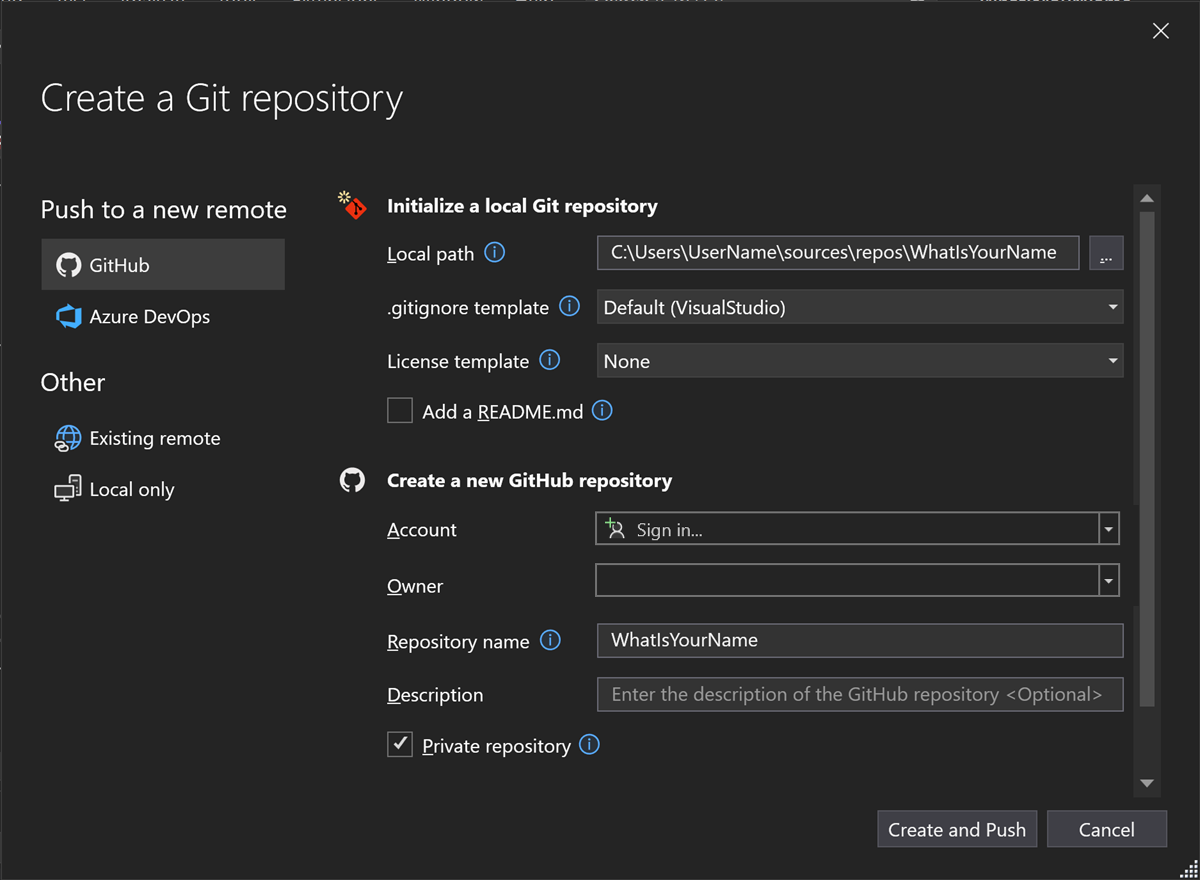 Create a Git repository
Push to a new remote
GitHub
Azure DevOps
Other
Existing remote
Local only
Initialize a local Git repository
Local path
C:\Users\UserName\sources\repos\WhatIsYourName
...
.gitignore template
Default (VisualStudio)
License template
None
Add a README.md
Create a new GitHub repository
Account
Sign in...
Owner
Repository name
WhatIsYourName
Description
Enter the description of the GitHub repository <Optional>
Private repository
Create and Push
Cancel